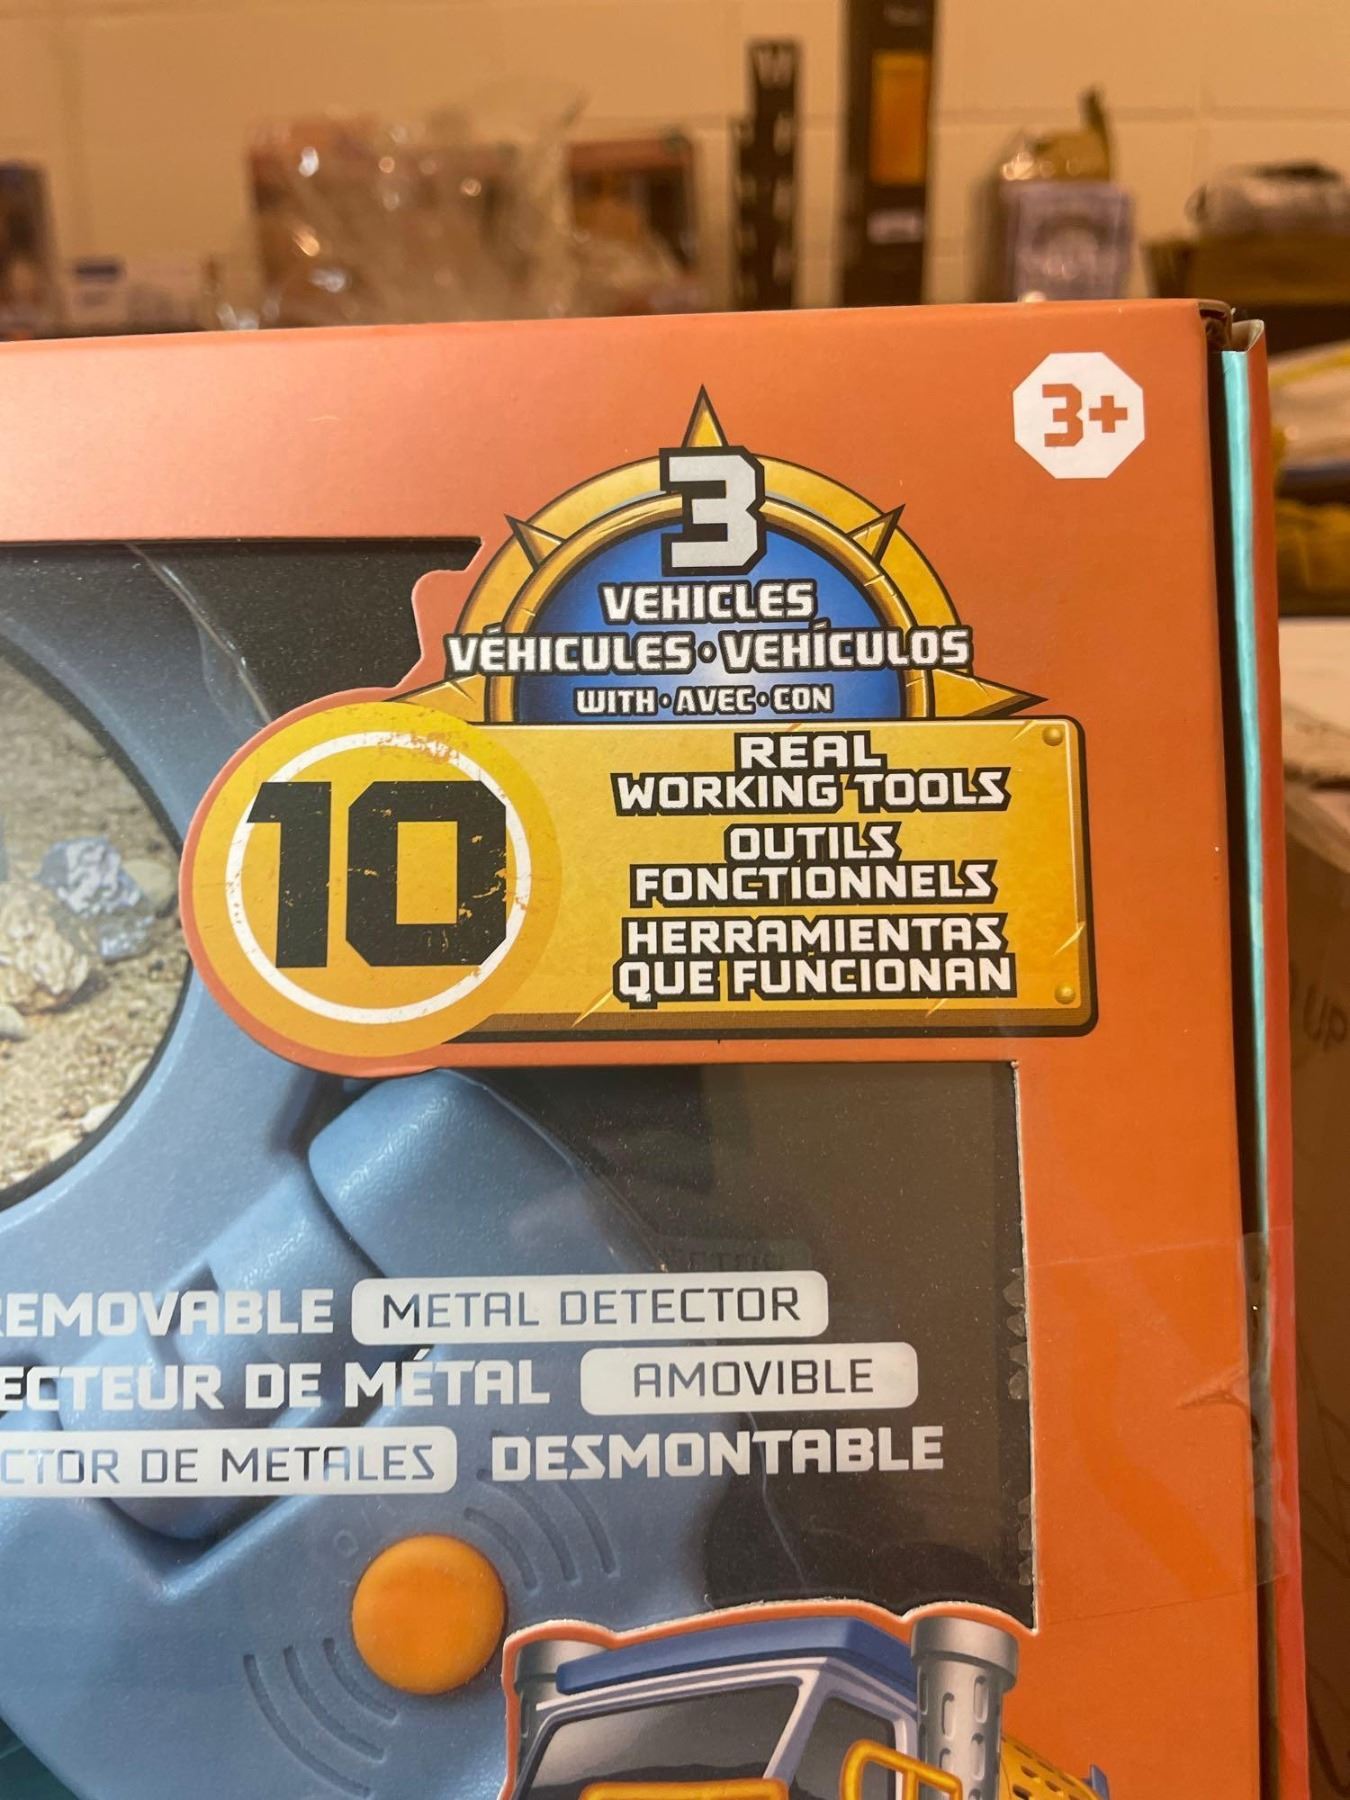 3+
3
VEHICLES
VÉHICULES • VEHÍCULOS
WITH • AVEC • CON
10
REAL
WORKING TOOLS
OUTILS
FONCTIONNELS
HERRAMIENTAS
QUE FUNCIONAN
REMOVABLE METAL DETECTOR
ECTEUR DE MÉTAL AMOVIBLE
CTOR DE METALES DESMONTABLE
UP